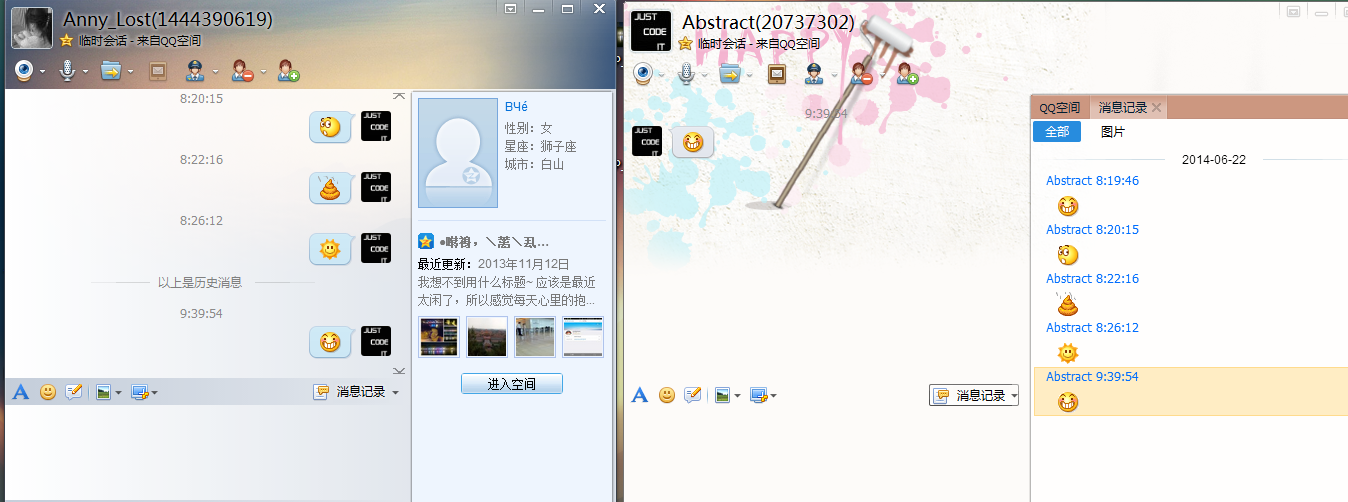 Anny_Lost(1444390619)
临时会话 - 来自QQ空间
8:20:15
JUST
CODE
IT
8:22:16
JUST
CODE
IT
8:26:12
JUST
CODE
IT
以上是历史消息
9:39:54
JUST
CODE
IT
A
消息记录
性别：女
星座：狮子座
城市：白山
最近更新：2013年11月12日
我想不到用什么标题~ 应该是最近
太闲了，所以感觉每天心里的抱...
进入空间
JUST
CODE
IT
Abstract(20737302)
临时会话 - 来自QQ空间
HAPPY
9:39:54
JUST
CODE
IT
A
消息记录
QQ空间 消息记录
全部 图片
2014-06-22
Abstract 8:19:46
Abstract 8:20:15
Abstract 8:22:16
Abstract 8:26:12
Abstract 9:39:54